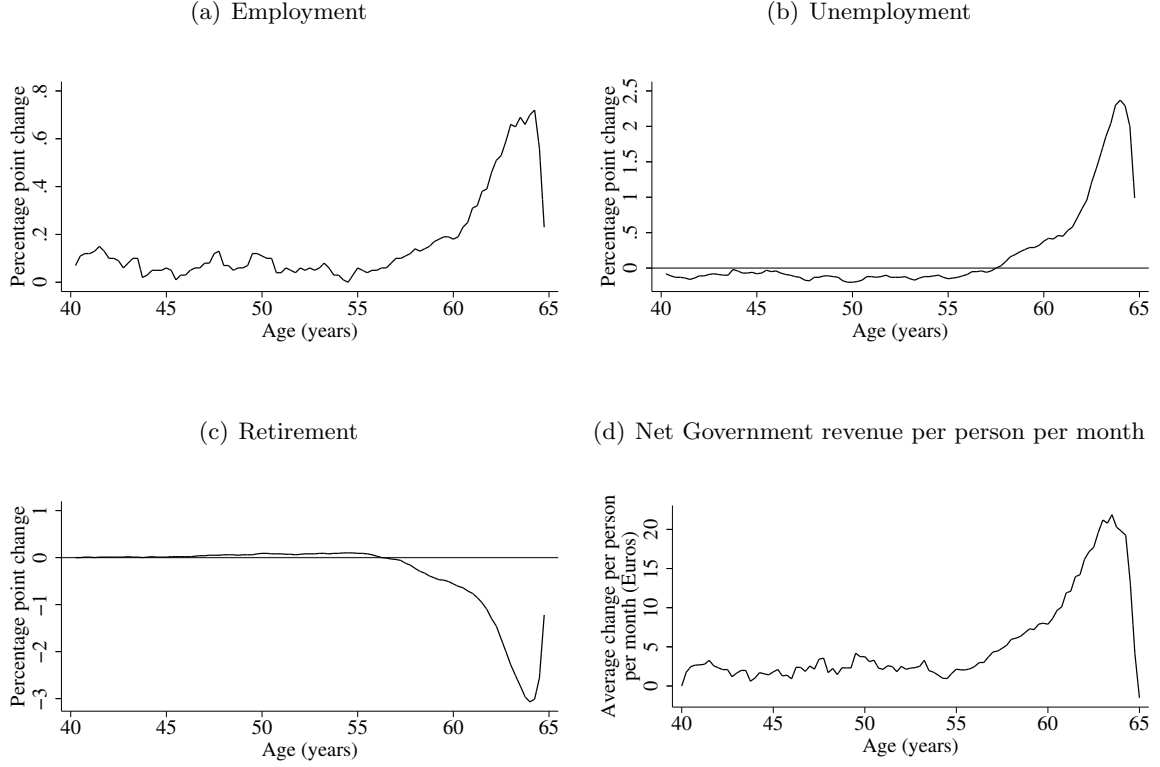 (a) Employment
Percentage point change
0 .2 .4 .6 .8
40 45 50 55 60 65
Age (years)
(b) Unemployment
Percentage point change
0 .5 1 1.5 2 2.5
40 45 50 55 60 65
Age (years)
(c) Retirement
Percentage point change
−3 −2 −1 0 1
40 45 50 55 60 65
Age (years)
(d) Net Government revenue per person per month
Average change per person
per month (Euros)
0 5 10 15 20
40 45 50 55 60 65
Age (years)